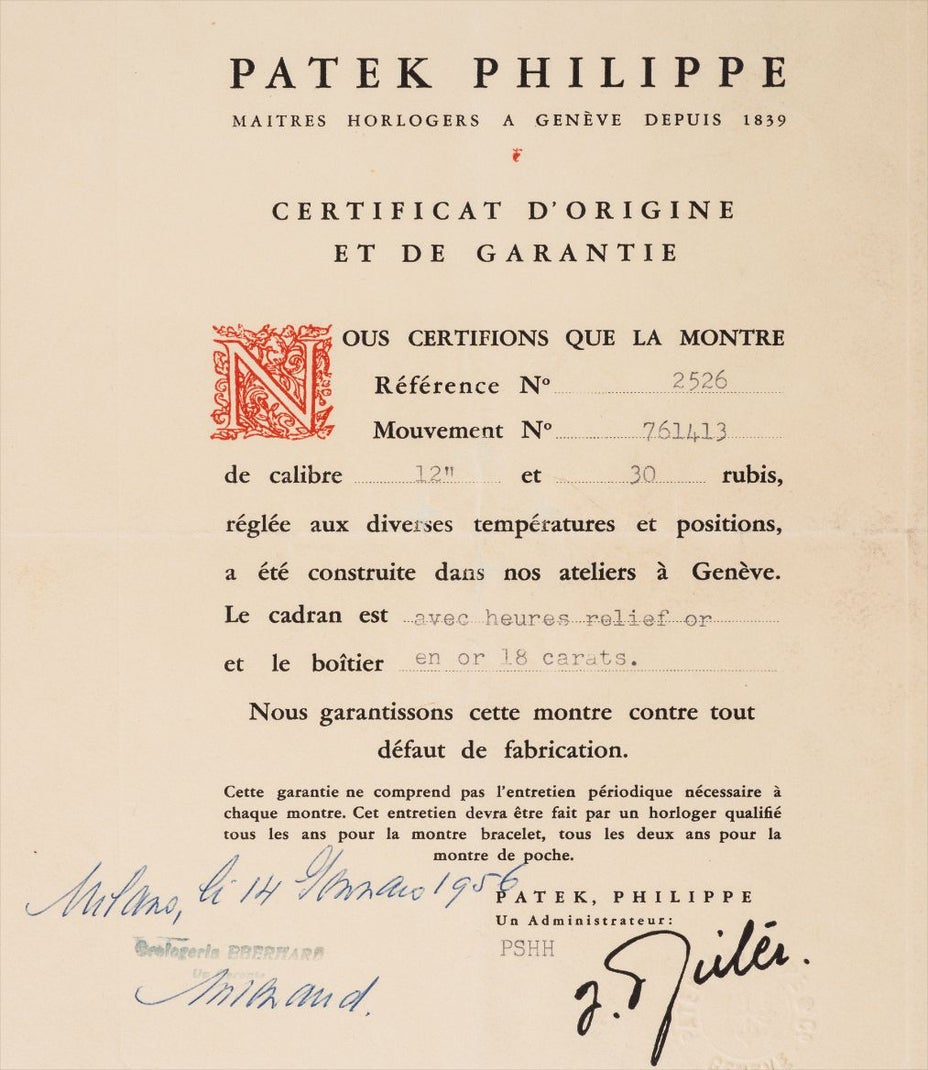 PATEK PHILIPPE
MAITRES HORLOGERS A GENÈVE DEPUIS 1839
CERTIFICAT D'ORIGINE
ET DE GARANTIE
NOUS CERTIFIONS QUE LA MONTRE
Référence Nº 2526
Mouvement Nº 761413
de calibre 12''' et 30 rubis,
réglée aux diverses températures et positions,
a été construite dans nos ateliers à Genève.
Le cadran est avec heures relief or
et le boîtier en or 18 carats.
Nous garantissons cette montre contre tout
défaut de fabrication.
Cette garantie ne comprend pas l'entretien périodique nécessaire à
chaque montre. Cet entretien devra être fait par un horloger qualifié
tous les ans pour la montre bracelet, tous les deux ans pour la
montre de poche.
Milano, li 14 Gennaio 1956
PATEK, PHILIPPE
Un Administrateur:
PSHH
Orologeria EBERHARD